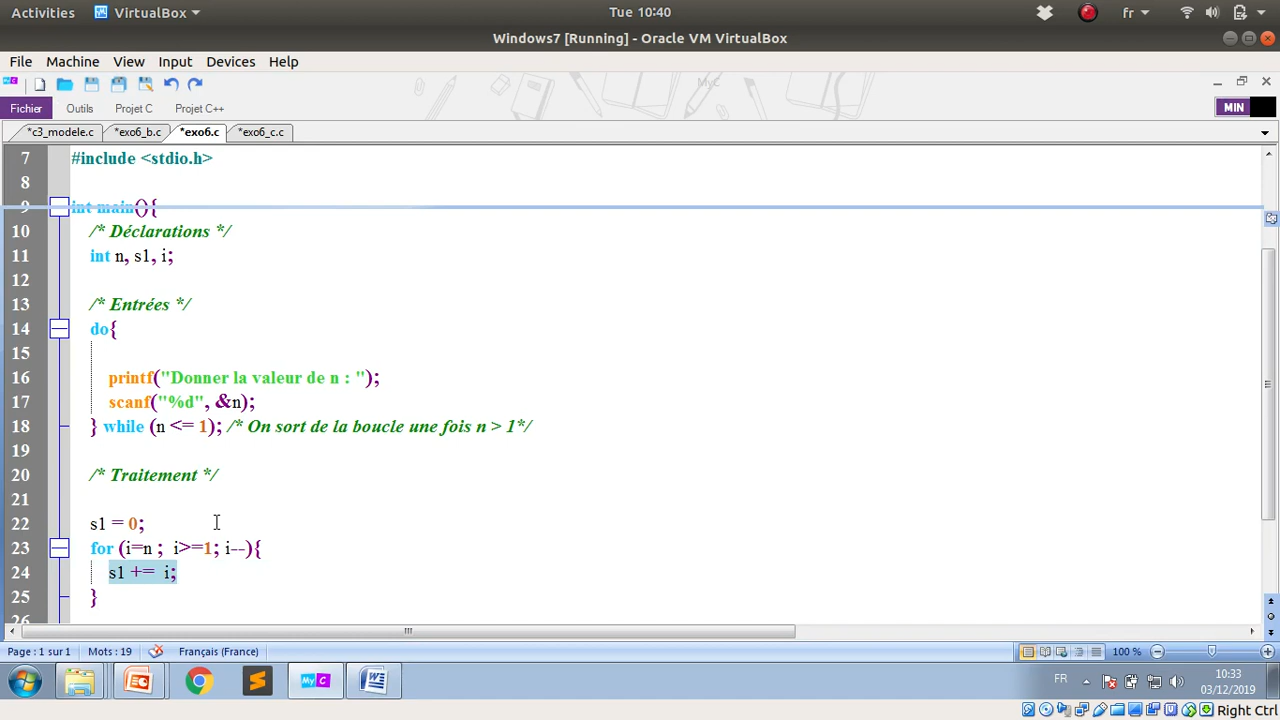 Activities VirtualBox Tue 10:40 fr
Windows7 [Running] - Oracle VM VirtualBox
File Machine View Input Devices Help
MyC
Fichier Outils Projet C Projet C++ MIN
*c3_modele.c *exo6_b.c *exo6.c *exo6_c.c
7 #include <stdio.h>
8
9 int main(){
10 /* Déclarations */
11 int n, s1, i;
12
13 /* Entrées */
14 do{
15
16 printf("Donner la valeur de n : ");
17 scanf("%d", &n);
18 } while (n <= 1); /* On sort de la boucle une fois n > 1*/
19
20 /* Traitement */
21
22 s1 = 0;
23 for (i=n ; i>=1; i--){
24 s1 += i;
25 }
26
Page : 1 sur 1 Mots : 19 Français (France) 100 %
MyC FR 10:33
03/12/2019
Right Ctrl